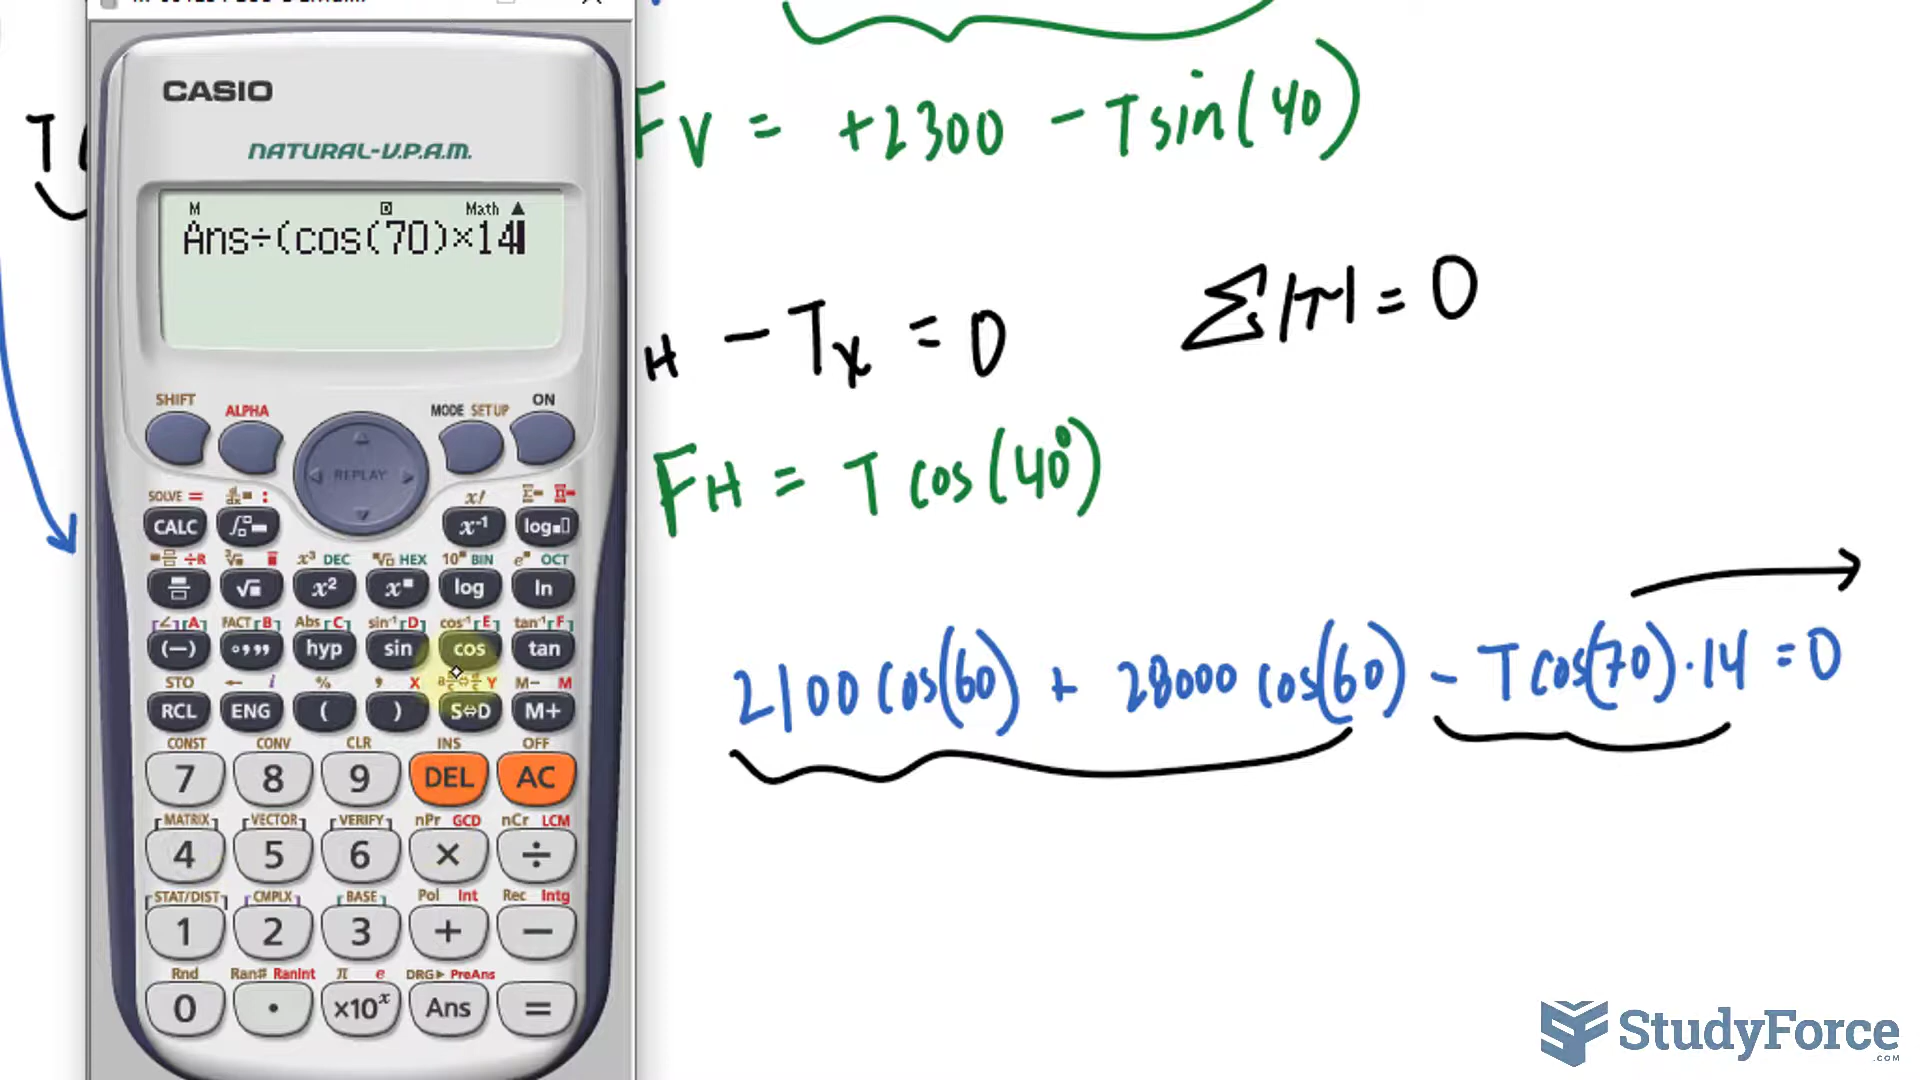 CASIO
NATURAL-V.P.A.M.
M D Math ▲
Ans÷(cos(70)×14
SHIFT ALPHA MODE SETUP ON
REPLAY
SOLVE = : x! 
CALC x⁻¹ log
÷R x³ DEC HEX 10 BIN e OCT
x² log ln
∠ [A] FACT [B] Abs [C] sin⁻¹ [D] cos⁻¹ [E] tan⁻¹ [F]
(−) hyp sin cos tan
STO ← i % , X Y M− M
RCL ENG ( ) S⇔D M+
CONST CONV CLR INS OFF
7 8 9 DEL AC
MATRIX VECTOR VERIFY nPr GCD nCr LCM
4 5 6 × ÷
STAT/DIST CMPLX BASE Pol Int Rec Intg
1 2 3 + −
Rnd Ran# RanInt π e DRG▶ PreAns
0 . ×10ˣ Ans =
T(
FV = +2300 − Tsin(40)
H − Tx = 0
Σ|τ| = 0
FH = T cos(40°)
2100 cos(60) + 28000 cos(60) − T cos(70)·14 = 0
StudyForce
.COM